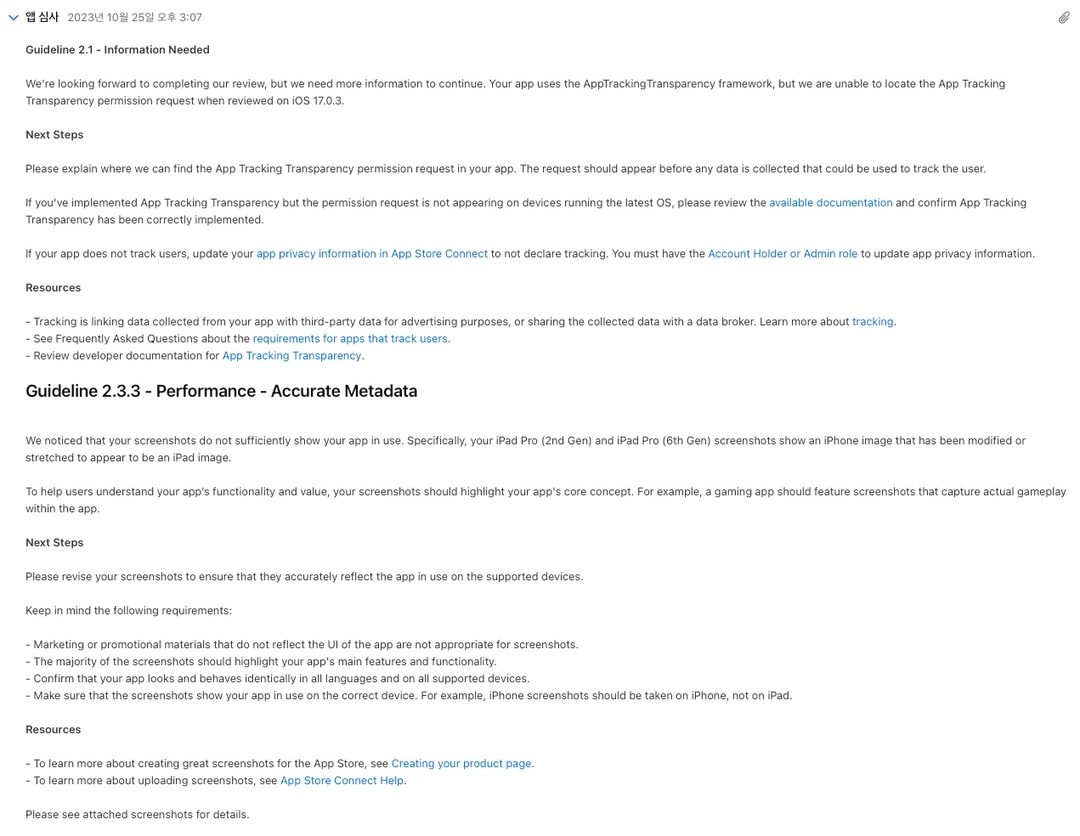 앱 심사 2023년 10월 25일 오후 3:07
Guideline 2.1 - Information Needed
We're looking forward to completing our review, but we need more information to continue. Your app uses the AppTrackingTransparency framework, but we are unable to locate the App Tracking
Transparency permission request when reviewed on iOS 17.0.3.
Next Steps
Please explain where we can find the App Tracking Transparency permission request in your app. The request should appear before any data is collected that could be used to track the user.
If you've implemented App Tracking Transparency but the permission request is not appearing on devices running the latest OS, please review the available documentation and confirm App Tracking
Transparency has been correctly implemented.
If your app does not track users, update your app privacy information in App Store Connect to not declare tracking. You must have the Account Holder or Admin role to update app privacy information.
Resources
- Tracking is linking data collected from your app with third-party data for advertising purposes, or sharing the collected data with a data broker. Learn more about tracking.
- See Frequently Asked Questions about the requirements for apps that track users.
- Review developer documentation for App Tracking Transparency.
Guideline 2.3.3 - Performance - Accurate Metadata
We noticed that your screenshots do not sufficiently show your app in use. Specifically, your iPad Pro (2nd Gen) and iPad Pro (6th Gen) screenshots show an iPhone image that has been modified or
stretched to appear to be an iPad image.
To help users understand your app's functionality and value, your screenshots should highlight your app's core concept. For example, a gaming app should feature screenshots that capture actual gameplay
within the app.
Next Steps
Please revise your screenshots to ensure that they accurately reflect the app in use on the supported devices.
Keep in mind the following requirements:
- Marketing or promotional materials that do not reflect the UI of the app are not appropriate for screenshots.
- The majority of the screenshots should highlight your app's main features and functionality.
- Confirm that your app looks and behaves identically in all languages and on all supported devices.
- Make sure that the screenshots show your app in use on the correct device. For example, iPhone screenshots should be taken on iPhone, not on iPad.
Resources
- To learn more about creating great screenshots for the App Store, see Creating your product page.
- To learn more about uploading screenshots, see App Store Connect Help.
Please see attached screenshots for details.